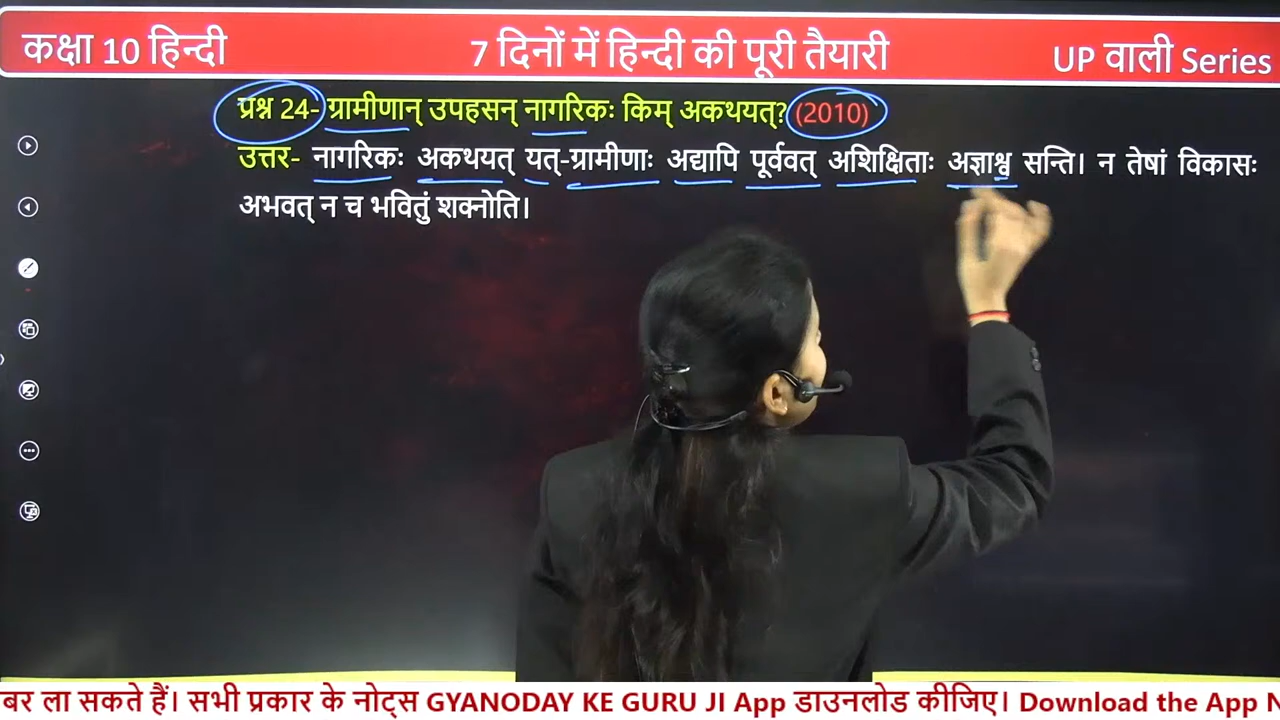 कक्षा 10 हिन्दी 7 दिनों में हिन्दी की पूरी तैयारी UP वाली Series
प्रश्न 24- ग्रामीणान् उपहसन् नागरिकः किम् अकथयत्? (2010)
उत्तर- नागरिकः अकथयत् यत्-ग्रामीणाः अद्यापि पूर्ववत् अशिक्षिताः अज्ञाश्व सन्ति। न तेषां विकासः
अभवत् न च भवितुं शक्नोति।
बर ला सकते हैं। सभी प्रकार के नोट्स GYANODAY KE GURU JI App डाउनलोड कीजिए। Download the App N